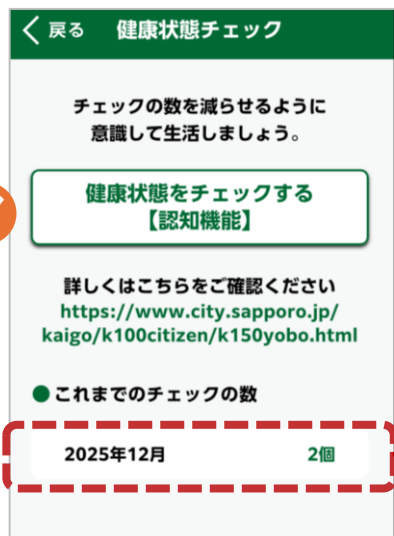 戻る 健康状態チェック
チェックの数を減らせるように
意識して生活しましょう。
健康状態をチェックする
【認知機能】
詳しくはこちらをご確認ください
https://www.city.sapporo.jp/
kaigo/k100citizen/k150yobo.html
●これまでのチェックの数
2025年12月 2個